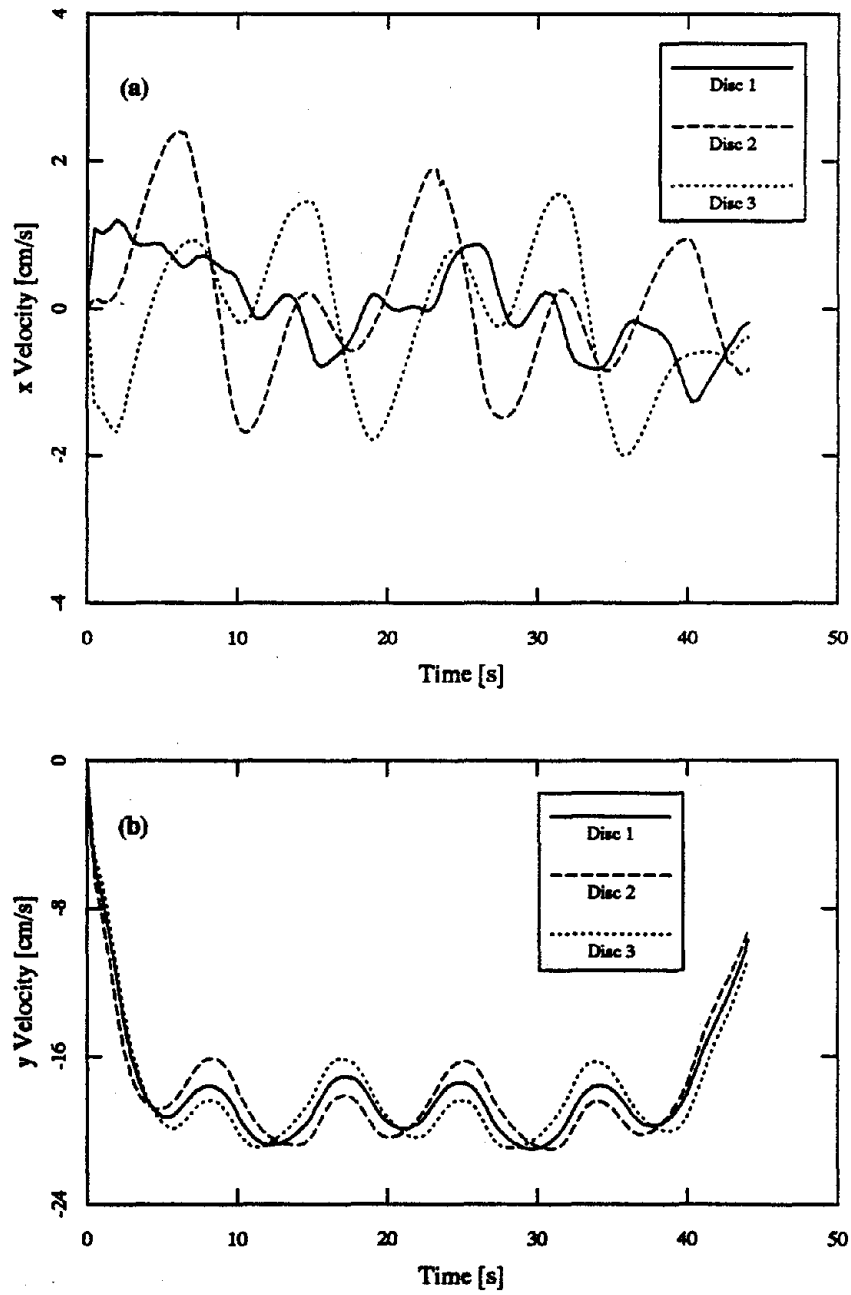 4
2
0
-2
-4
x Velocity [cm/s]
(a)
Disc 1
Disc 2
Disc 3
0 10 20 30 40 50
Time [s]
0
-8
-16
-24
y Velocity [cm/s]
(b)
Disc 1
Disc 2
Disc 3
0 10 20 30 40 50
Time [s]